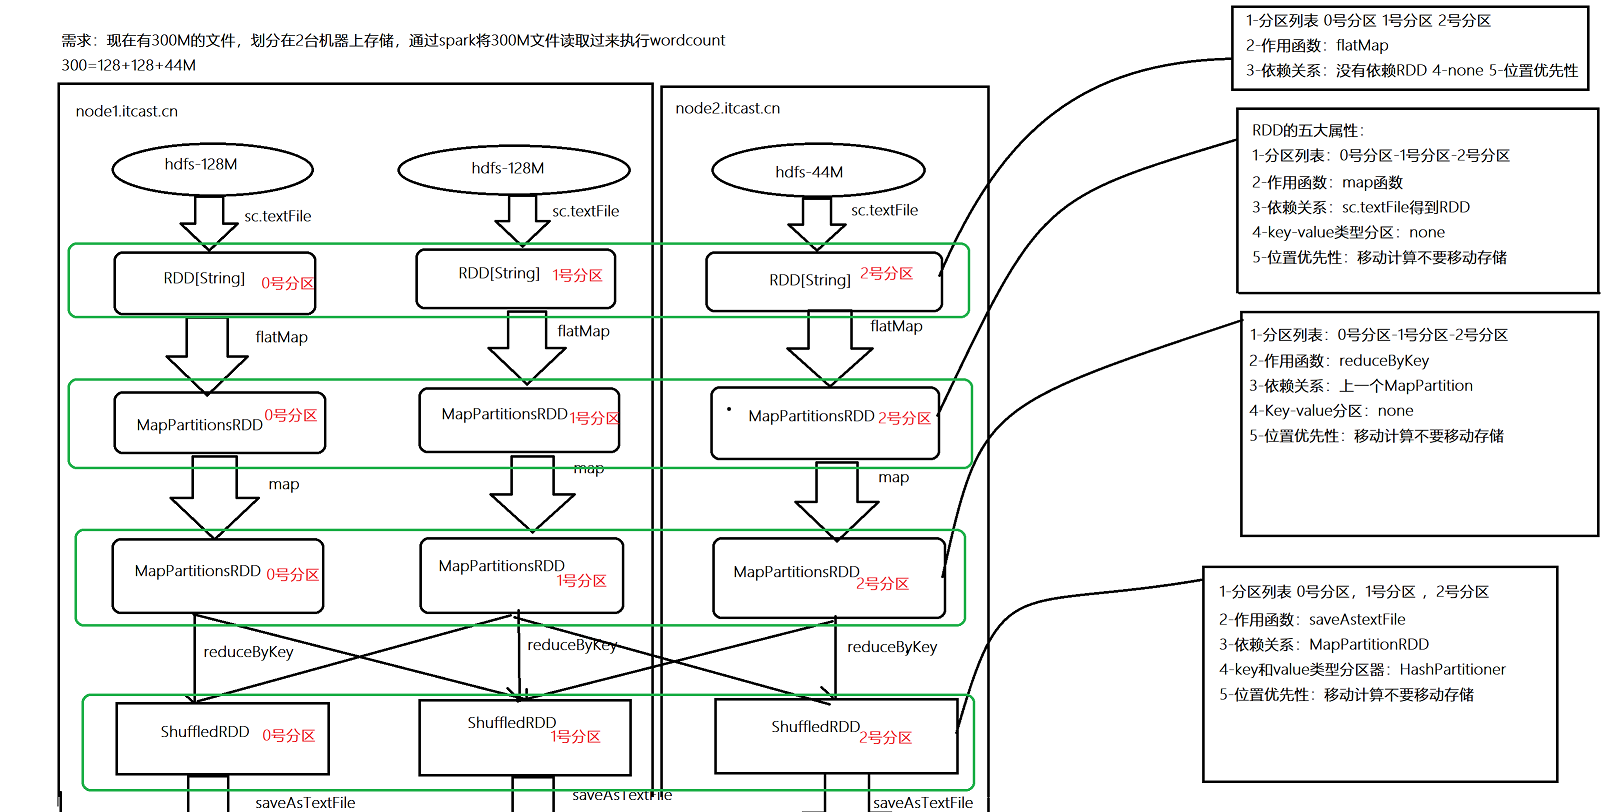 需求：现在有300M的文件，划分在2台机器上存储，通过spark将300M文件读取过来执行wordcount
300=128+128+44M
node1.itcast.cn
node2.itcast.cn
hdfs-128M
hdfs-128M
hdfs-44M
sc.textFile
sc.textFile
sc.textFile
RDD[String]
0号分区
RDD[String]
1号分区
RDD[String]
2号分区
flatMap
flatMap
flatMap
MapPartitionsRDD
0号分区
MapPartitionsRDD
1号分区
MapPartitionsRDD
2号分区
map
map
map
MapPartitionsRDD
0号分区
MapPartitionsRDD
1号分区
MapPartitionsRDD
2号分区
reduceByKey
reduceByKey
reduceByKey
ShuffledRDD
0号分区
ShuffledRDD
1号分区
ShuffledRDD
2号分区
saveAsTextFile
saveAsTextFile
saveAsTextFile
1-分区列表 0号分区 1号分区 2号分区
2-作用函数：flatMap
3-依赖关系：没有依赖RDD 4-none 5-位置优先性
RDD的五大属性：
1-分区列表：0号分区-1号分区-2号分区
2-作用函数：map函数
3-依赖关系：sc.textFile得到RDD
4-key-value类型分区：none
5-位置优先性：移动计算不要移动存储
1-分区列表：0号分区-1号分区-2号分区
2-作用函数：reduceByKey
3-依赖关系：上一个MapPartition
4-Key-value分区：none
5-位置优先性：移动计算不要移动存储
1-分区列表 0号分区，1号分区 ，2号分区
2-作用函数：saveAstextFile
3-依赖关系：MapPartitionRDD
4-key和value类型分区器：HashPartitioner
5-位置优先性：移动计算不要移动存储